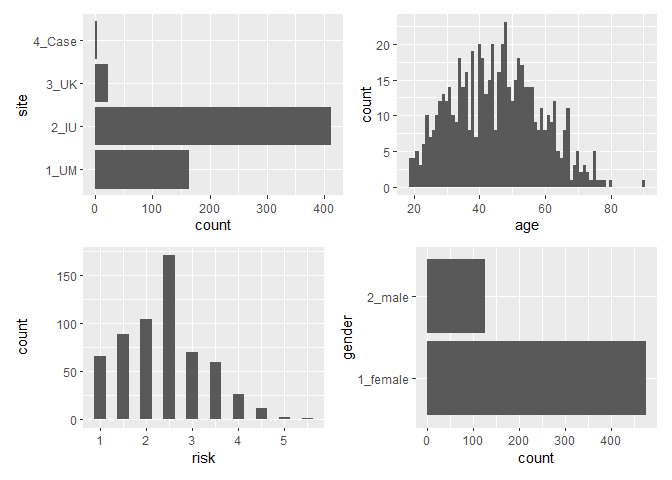 4_Case
3_UK
2_IU
1_UM
site
0 100 200 300 400
count
20
15
10
5
0
count
20 40 60 80
age
150
100
50
0
count
1 2 3 4 5
risk
2_male
1_female
gender
0 100 200 300 400
count